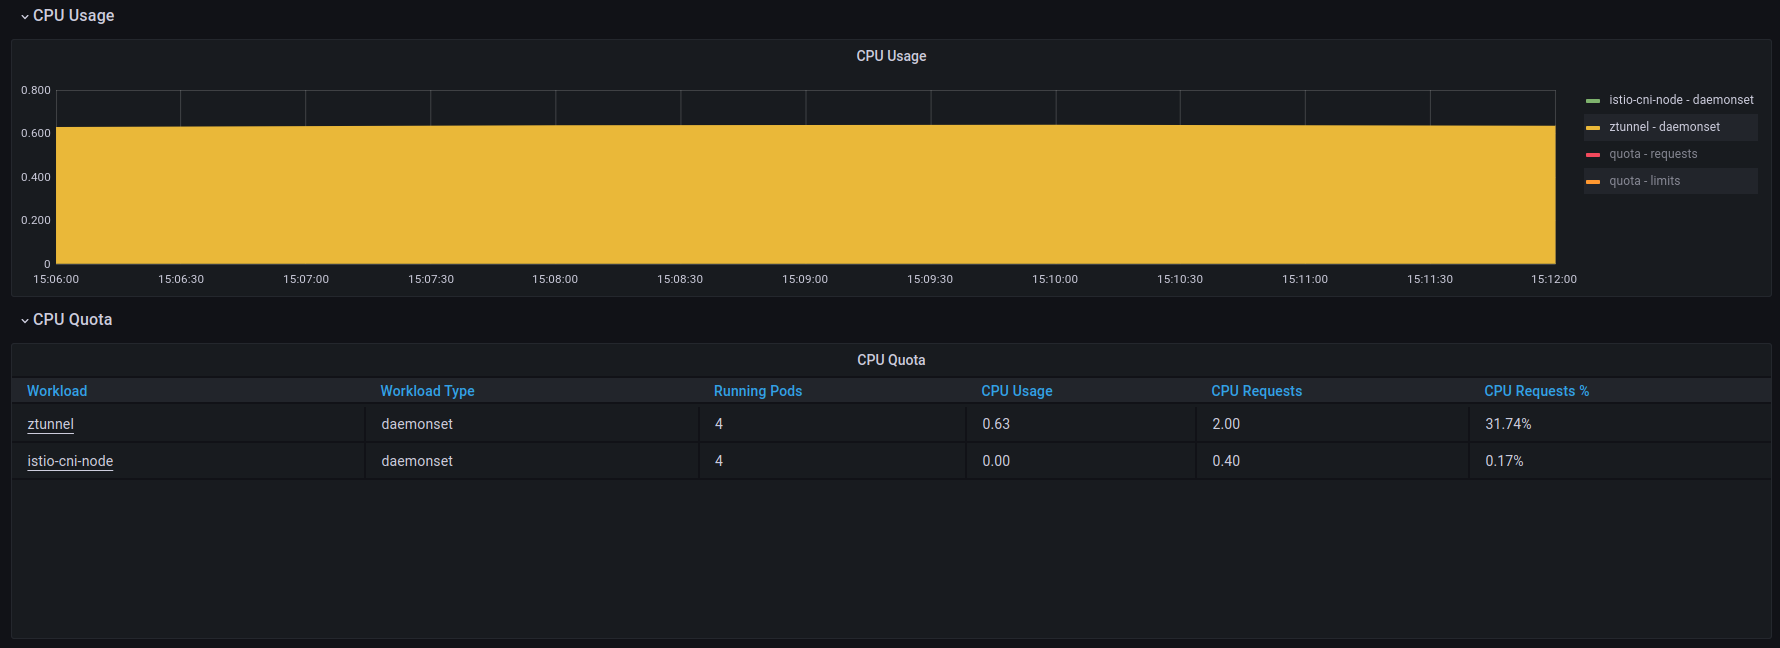 CPU Usage
CPU Usage
0.800
0.600
0.400
0.200
0
15:06:00 15:06:30 15:07:00 15:07:30 15:08:00 15:08:30 15:09:00 15:09:30 15:10:00 15:10:30 15:11:00 15:11:30 15:12:00
istio-cni-node - daemonset
ztunnel - daemonset
quota - requests
quota - limits
CPU Quota
CPU Quota
Workload Workload Type Running Pods CPU Usage CPU Requests CPU Requests %
ztunnel daemonset 4 0.63 2.00 31.74%
istio-cni-node daemonset 4 0.00 0.40 0.17%